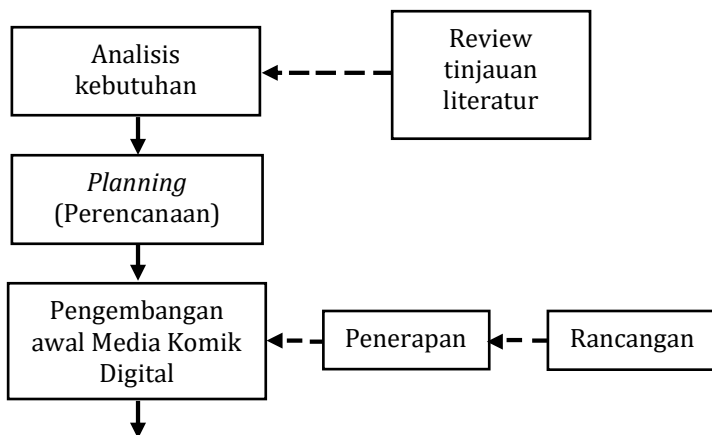 Analisis
kebutuhan
Review
tinjauan
literatur
Planning
(Perencanaan)
Pengembangan
awal Media Komik
Digital
Penerapan
Rancangan